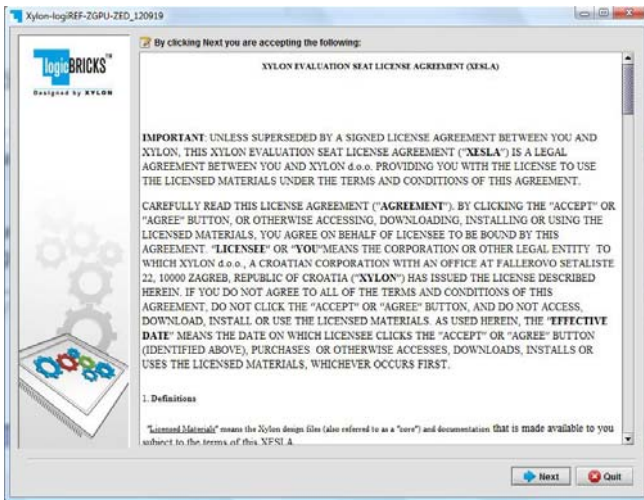 Xylon-logiREF-ZGPU-ZED_120919
logicBRICKS™
Designed by XYLON
By clicking Next you are accepting the following:
XYLON EVALUATION SEAT LICENSE AGREEMENT (XESLA)
IMPORTANT: UNLESS SUPERSEDED BY A SIGNED LICENSE AGREEMENT BETWEEN YOU AND
XYLON, THIS XYLON EVALUATION SEAT LICENSE AGREEMENT ("XESLA") IS A LEGAL
AGREEMENT BETWEEN YOU AND XYLON d.o.o. PROVIDING YOU WITH THE LICENSE TO USE
THE LICENSED MATERIALS UNDER THE TERMS AND CONDITIONS OF THIS AGREEMENT.
CAREFULLY READ THIS LICENSE AGREEMENT ("AGREEMENT"). BY CLICKING THE "ACCEPT" OR
"AGREE" BUTTON, OR OTHERWISE ACCESSING, DOWNLOADING, INSTALLING OR USING THE
LICENSED MATERIALS, YOU AGREE ON BEHALF OF LICENSEE TO BE BOUND BY THIS
AGREEMENT. "LICENSEE" OR "YOU"MEANS THE CORPORATION OR OTHER LEGAL ENTITY TO
WHICH XYLON d.o.o., A CROATIAN CORPORATION WITH AN OFFICE AT FALLEROVO SETALISTE
22, 10000 ZAGREB, REPUBLIC OF CROATIA ("XYLON") HAS ISSUED THE LICENSE DESCRIBED
HEREIN. IF YOU DO NOT AGREE TO ALL OF THE TERMS AND CONDITIONS OF THIS
AGREEMENT, DO NOT CLICK THE "ACCEPT" OR "AGREE" BUTTON, AND DO NOT ACCESS,
DOWNLOAD, INSTALL OR USE THE LICENSED MATERIALS. AS USED HEREIN, THE "EFFECTIVE
DATE" MEANS THE DATE ON WHICH LICENSEE CLICKS THE "ACCEPT" OR "AGREE" BUTTON
(IDENTIFIED ABOVE), PURCHASES OR OTHERWISE ACCESSES, DOWNLOADS, INSTALLS OR
USES THE LICENSED MATERIALS, WHICHEVER OCCURS FIRST.
1. Definitions
"Licensed Materials" means the Xylon design files (also referred to as a "core") and documentation that is made available to you
subject to the terms of this XESLA
Next
Quit